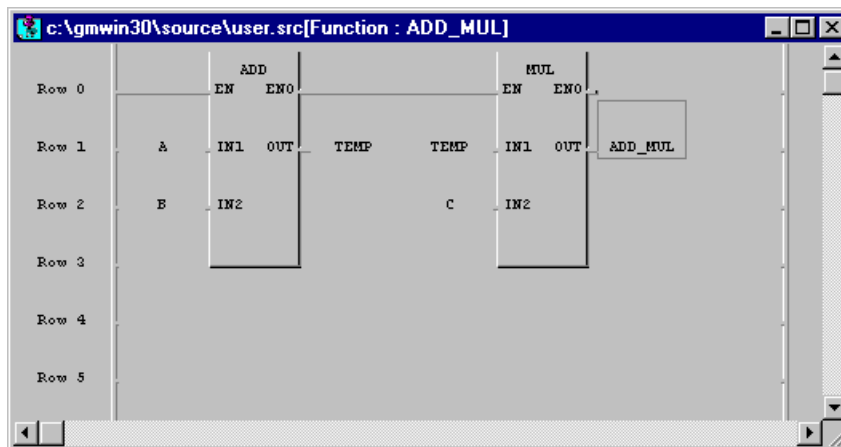 c:\gmwin30\source\user.src[Function : ADD_MUL]
ADD MUL
Row 0 EN ENO EN ENO
Row 1 A IN1 OUT TEMP TEMP IN1 OUT ADD_MUL
Row 2 B IN2 C IN2
Row 3
Row 4
Row 5